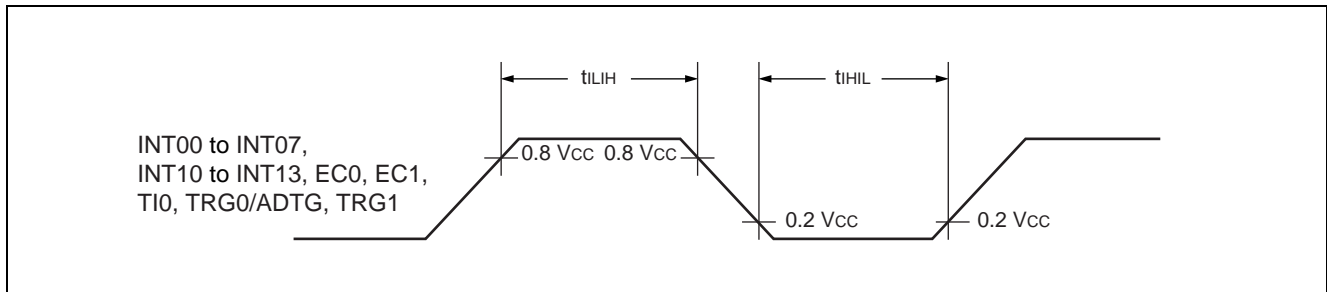 tILIH
tIHIL
INT00 to INT07,
INT10 to INT13, EC0, EC1,
TI0, TRG0/ADTG, TRG1
0.8 VCC 0.8 VCC
0.2 VCC
0.2 VCC